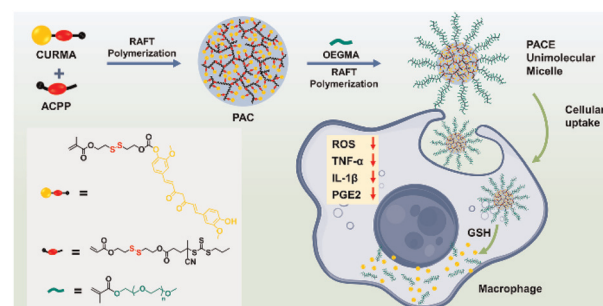 CURMA
+
ACPP
RAFT
Polymerization
PAC
OEGMA
RAFT
Polymerization
PACE
Unimolecular
Micelle
Cellular
uptake
ROS
TNF-α
IL-1β
PGE2
GSH
Macrophage
O
O
S
S
O
O
O
O
O
O
OH
O
=
O
O
S
S
O
O
CN
S
S
S
=
O
O
O
n
O
=